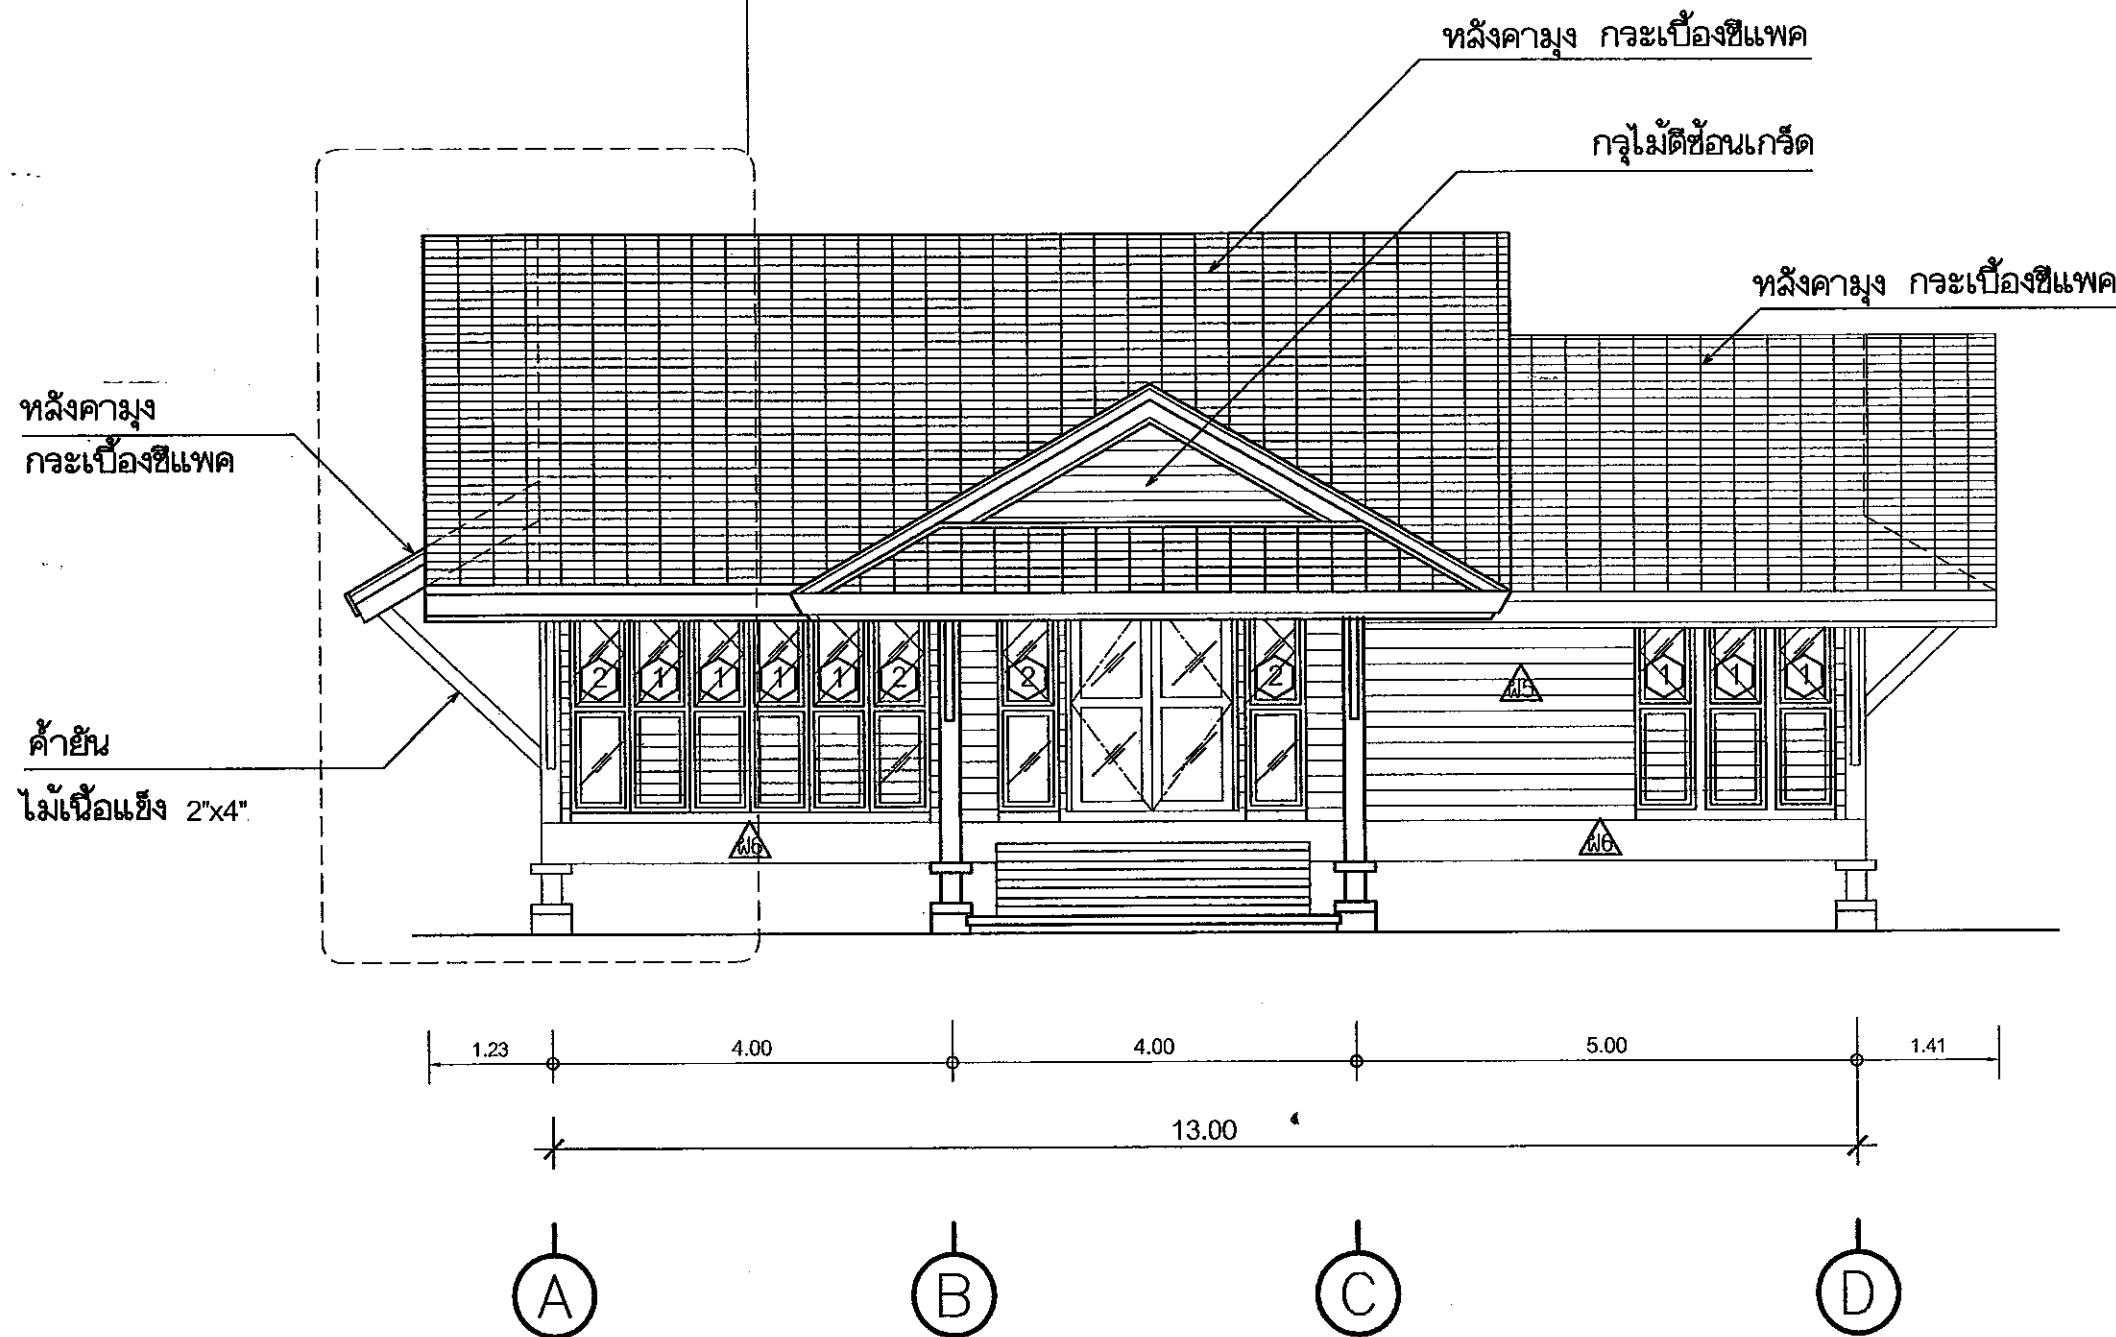 หลังคามุง กระเบื้องซีแพค
กรุไม้ตีซ้อนเกร็ด
หลังคามุง กระเบื้องซีแพค
หลังคามุง
กระเบื้องซีแพค
ค้ำยัน
ไม้เนื้อแข็ง 2"x4"
2 1 1 1 1 2 2 2 1 1 1
ผ5
ผ6 ผ6
1.23 4.00 4.00 5.00 1.41
13.00
A B C D